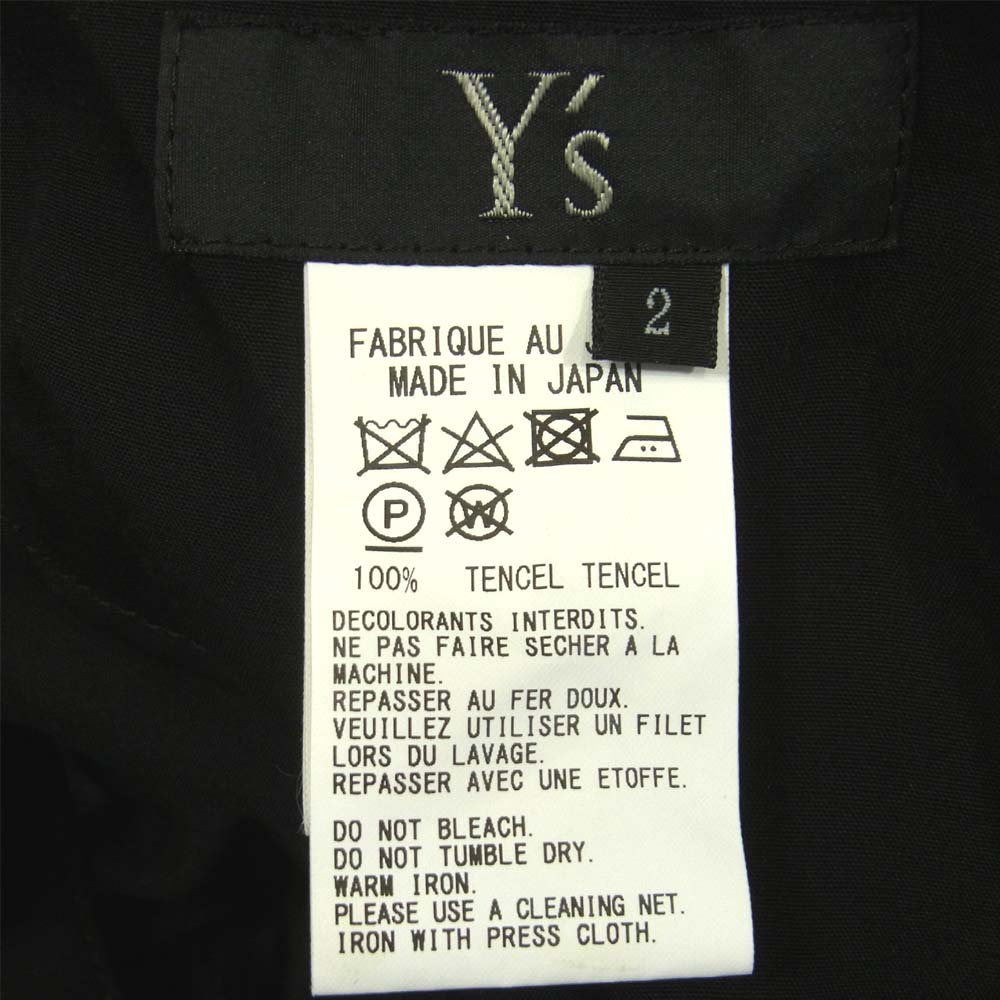 Y's
2
FABRIQUE AU J
MADE IN JAPAN
P W
100% TENCEL TENCEL
DECOLORANTS INTERDITS.
NE PAS FAIRE SECHER A LA
MACHINE.
REPASSER AU FER DOUX.
VEUILLEZ UTILISER UN FILET
LORS DU LAVAGE.
REPASSER AVEC UNE ETOFFE.
DO NOT BLEACH.
DO NOT TUMBLE DRY.
WARM IRON.
PLEASE USE A CLEANING NET.
IRON WITH PRESS CLOTH.